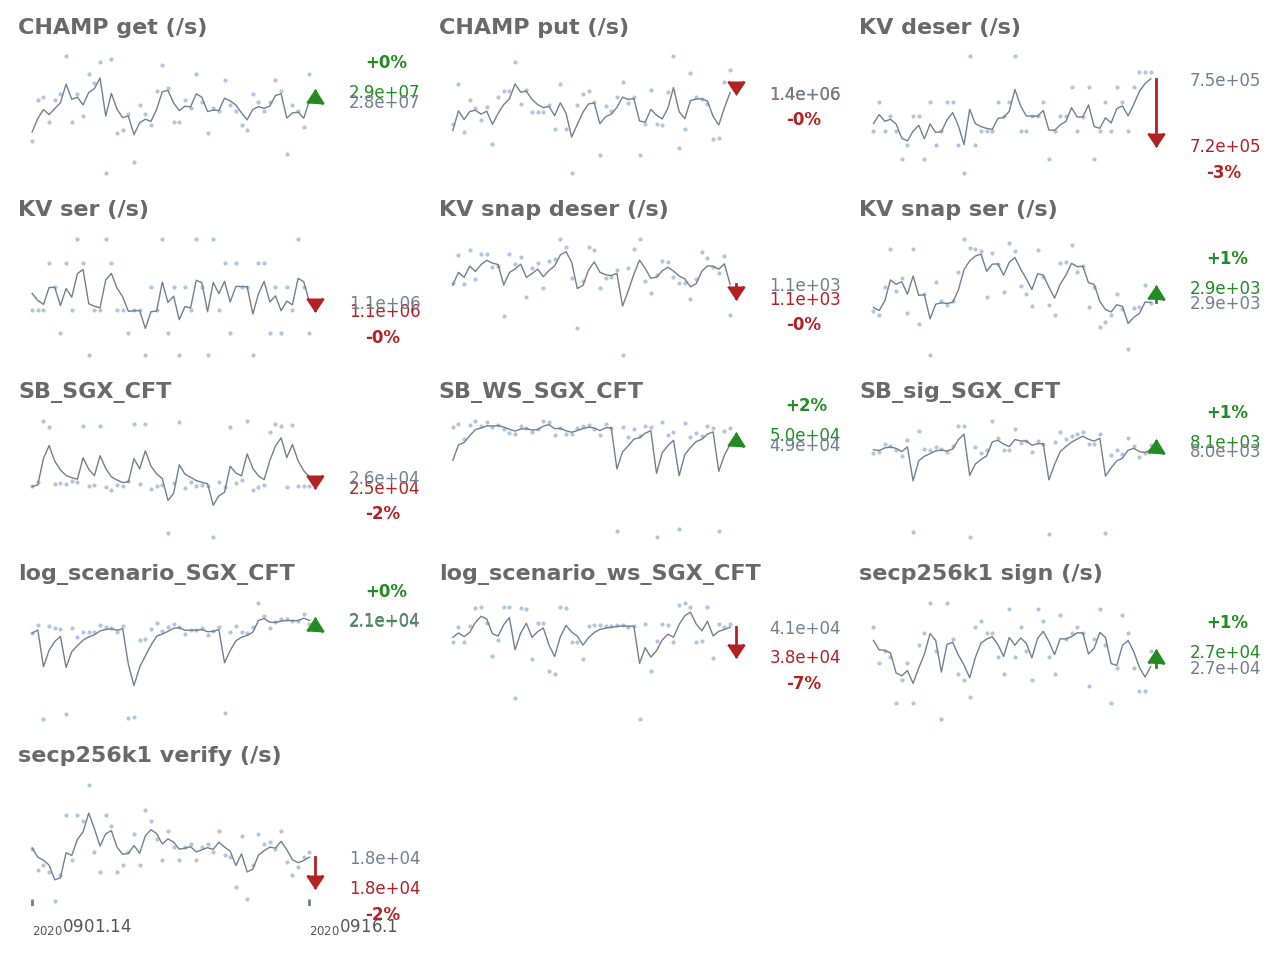 CHAMP get (/s)
+0%
2.9e+07
2.8e+07
CHAMP put (/s)
1.4e+06
-0%
KV deser (/s)
7.5e+05
7.2e+05
-3%
KV ser (/s)
1.1e+06
1.1e+06
-0%
KV snap deser (/s)
1.1e+03
1.1e+03
-0%
KV snap ser (/s)
+1%
2.9e+03
2.9e+03
SB_SGX_CFT
2.6e+04
2.5e+04
-2%
SB_WS_SGX_CFT
+2%
5.0e+04
4.9e+04
SB_sig_SGX_CFT
+1%
8.1e+03
8.0e+03
log_scenario_SGX_CFT
+0%
2.1e+04
log_scenario_ws_SGX_CFT
4.1e+04
3.8e+04
-7%
secp256k1 sign (/s)
+1%
2.7e+04
2.7e+04
secp256k1 verify (/s)
1.8e+04
1.8e+04
-2%
2020 0901.14
2020 0916.1